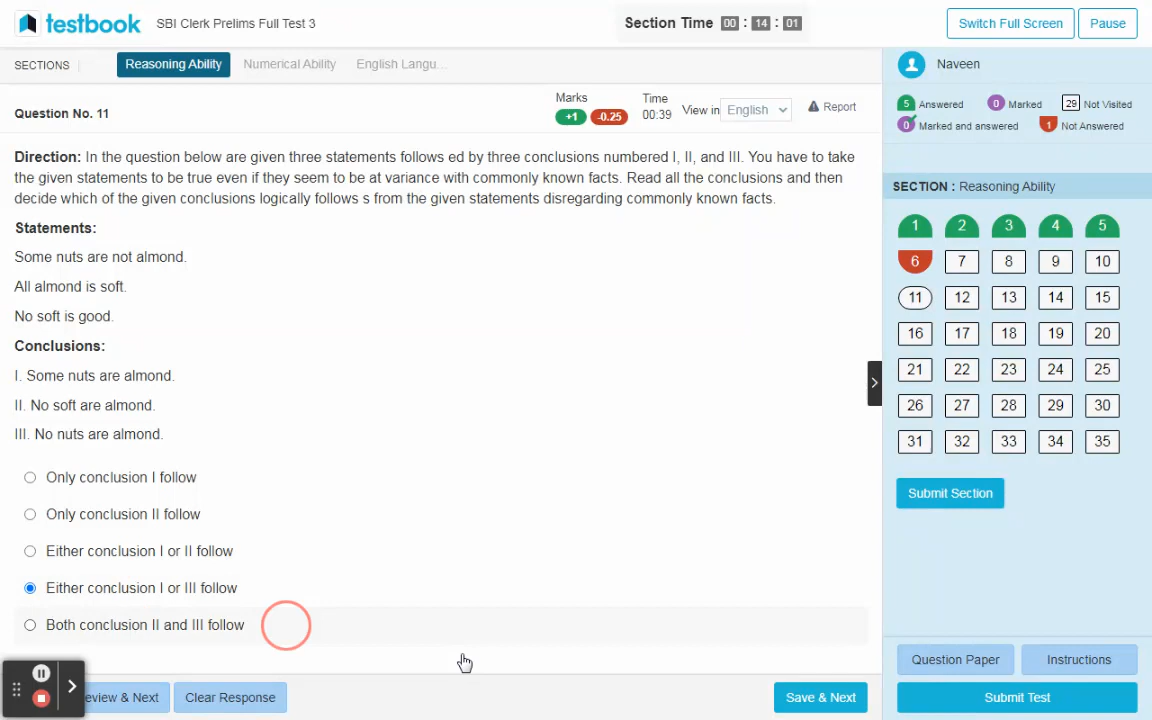 testbook SBI Clerk Prelims Full Test 3 Section Time 00 : 14 : 01 Switch Full Screen Pause
SECTIONS Reasoning Ability Numerical Ability English Langu...
Naveen
Question No. 11 Marks +1 -0.25 Time 00:39 View in English Report
5 Answered 0 Marked 29 Not Visited
0 Marked and answered 1 Not Answered
Direction: In the question below are given three statements follows ed by three conclusions numbered I, II, and III. You have to take
the given statements to be true even if they seem to be at variance with commonly known facts. Read all the conclusions and then
decide which of the given conclusions logically follows s from the given statements disregarding commonly known facts.
Statements:
Some nuts are not almond.
All almond is soft.
No soft is good.
Conclusions:
I. Some nuts are almond.
II. No soft are almond.
III. No nuts are almond.
Only conclusion I follow
Only conclusion II follow
Either conclusion I or II follow
Either conclusion I or III follow
Both conclusion II and III follow
SECTION : Reasoning Ability
1 2 3 4 5
6 7 8 9 10
11 12 13 14 15
16 17 18 19 20
21 22 23 24 25
26 27 28 29 30
31 32 33 34 35
Submit Section
Question Paper Instructions
eview & Next Clear Response Save & Next Submit Test